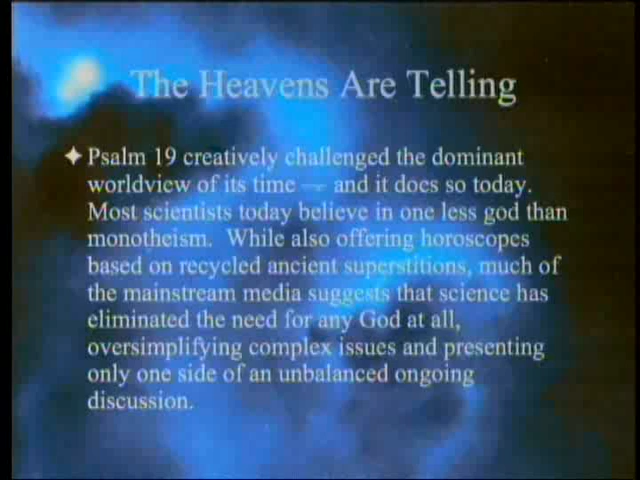 The Heavens Are Telling
Psalm 19 creatively challenged the dominant
worldview of its time — and it does so today.
Most scientists today believe in one less god than
monotheism.  While also offering horoscopes
based on recycled ancient superstitions, much of
the mainstream media suggests that science has
eliminated the need for any God at all,
oversimplifying complex issues and presenting
only one side of an unbalanced ongoing
discussion.